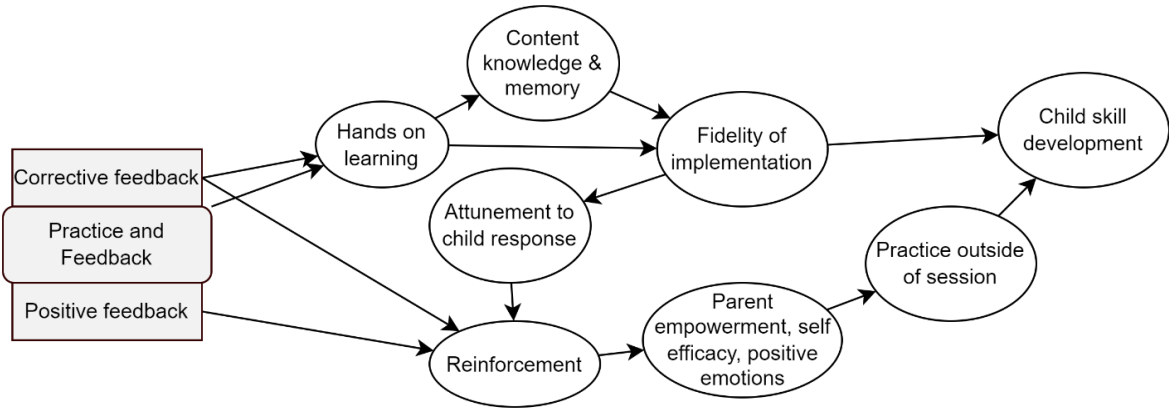 Content
knowledge &
memory
Hands on
learning
Fidelity of
implementation
Child skill
development
Corrective feedback
Practice and
Feedback
Positive feedback
Attunement to
child response
Practice outside
of session
Reinforcement
Parent
empowerment, self
efficacy, positive
emotions